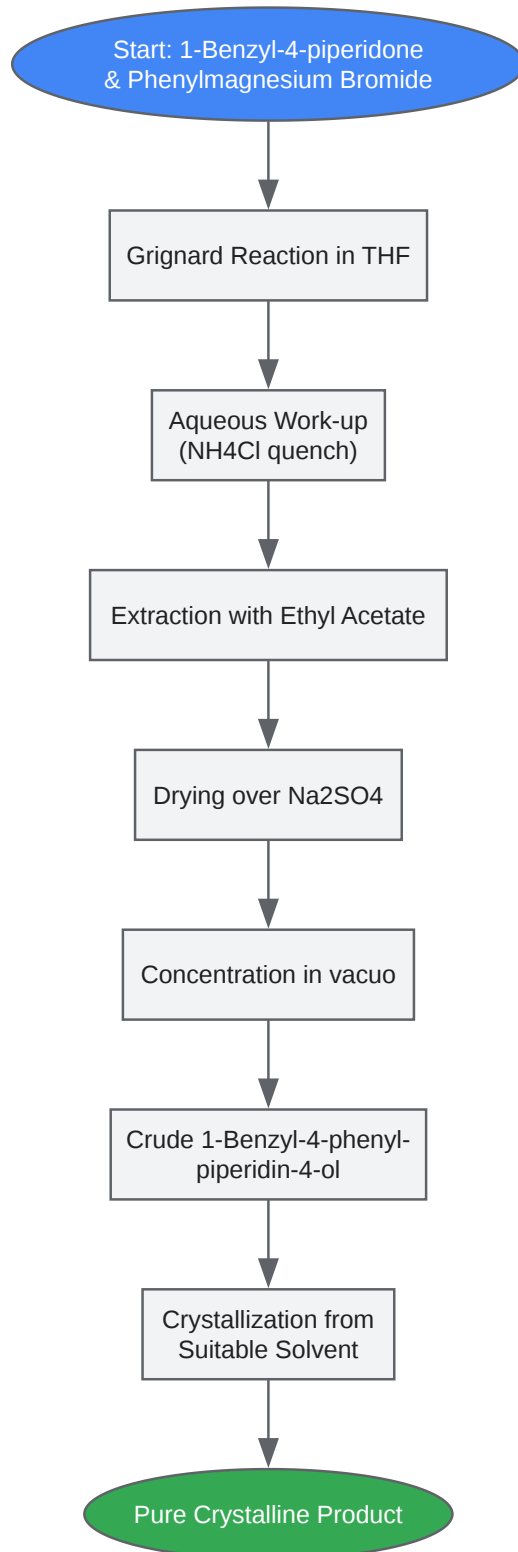 Start: 1-Benzyl-4-piperidone
& Phenylmagnesium Bromide
Grignard Reaction in THF
Aqueous Work-up
(NH4Cl quench)
Extraction with Ethyl Acetate
Drying over Na2SO4
Concentration in vacuo
Crude 1-Benzyl-4-phenyl-
piperidin-4-ol
Crystallization from
Suitable Solvent
Pure Crystalline Product